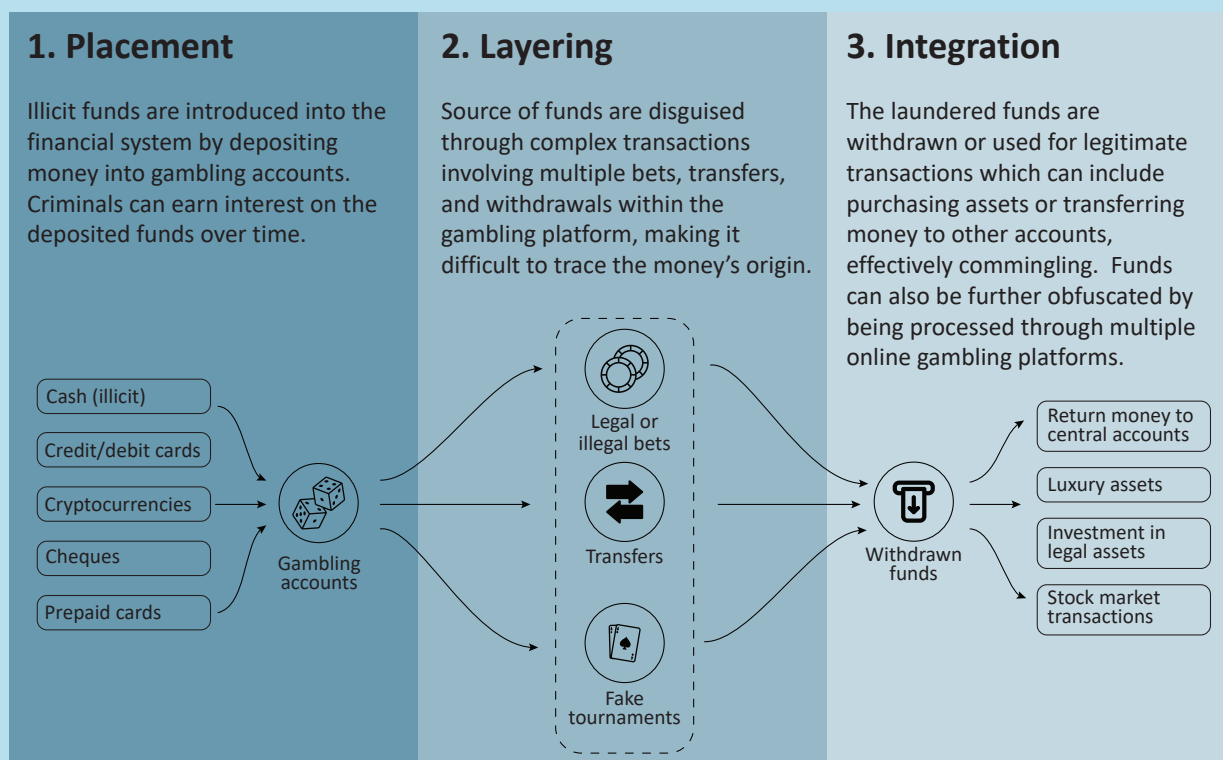 1. Placement
Illicit funds are introduced into the
financial system by depositing
money into gambling accounts.
Criminals can earn interest on the
deposited funds over time.
Cash (illicit)
Credit/debit cards
Cryptocurrencies
Cheques
Prepaid cards
Gambling
accounts
2. Layering
Source of funds are disguised
through complex transactions
involving multiple bets, transfers,
and withdrawals within the
gambling platform, making it
difficult to trace the money’s origin.
Legal or
illegal bets
Transfers
Fake
tournaments
3. Integration
The laundered funds are
withdrawn or used for legitimate
transactions which can include
purchasing assets or transferring
money to other accounts,
effectively commingling.  Funds
can also be further obfuscated by
being processed through multiple
online gambling platforms.
Withdrawn
funds
Return money to
central accounts
Luxury assets
Investment in
legal assets
Stock market
transactions